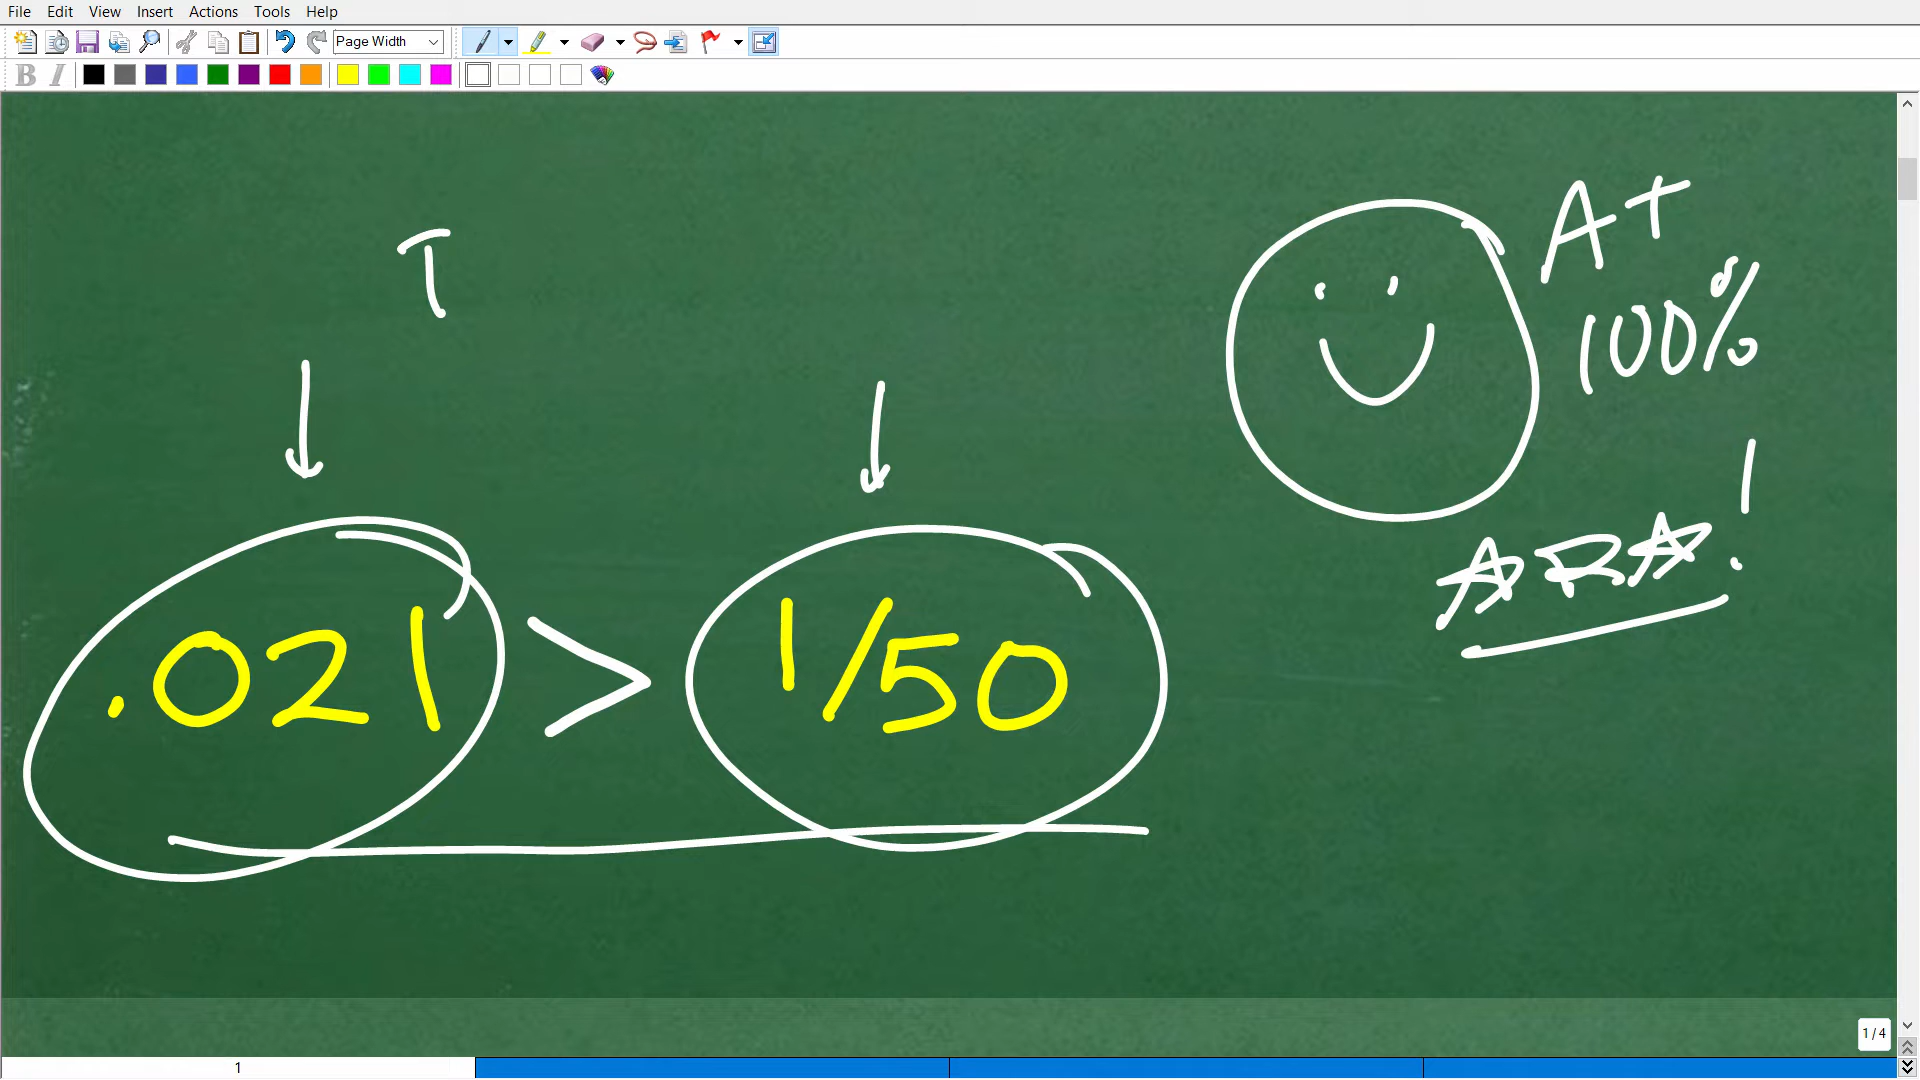 File Edit View Insert Actions Tools Help
Page Width
B I
T
A+
100%
.021 > 1/50
1 / 4
1